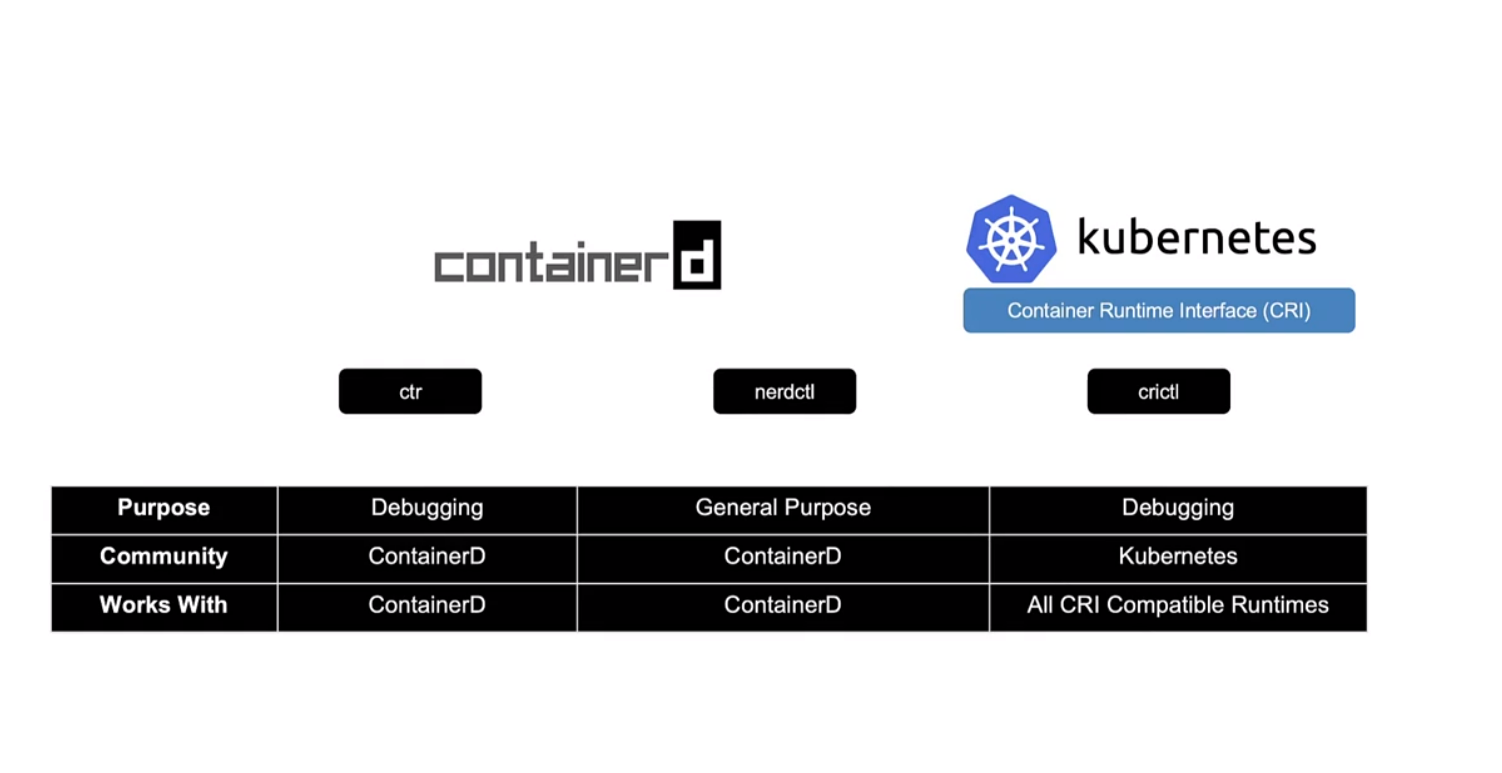 containerd
kubernetes
Container Runtime Interface (CRI)
ctr
nerdctl
crictl
Purpose Debugging General Purpose Debugging
Community ContainerD ContainerD Kubernetes
Works With ContainerD ContainerD All CRI Compatible Runtimes